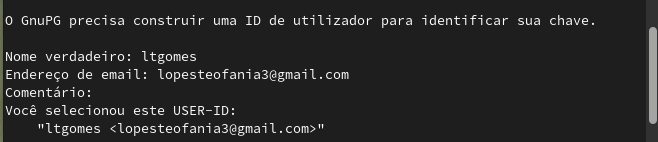 O GnuPG precisa construir uma ID de utilizador para identificar sua chave.
Nome verdadeiro: ltgomes
Endereço de email: lopesteofania3@gmail.com
Comentário:
Você selecionou este USER-ID:
"ltgomes <lopesteofania3@gmail.com>"